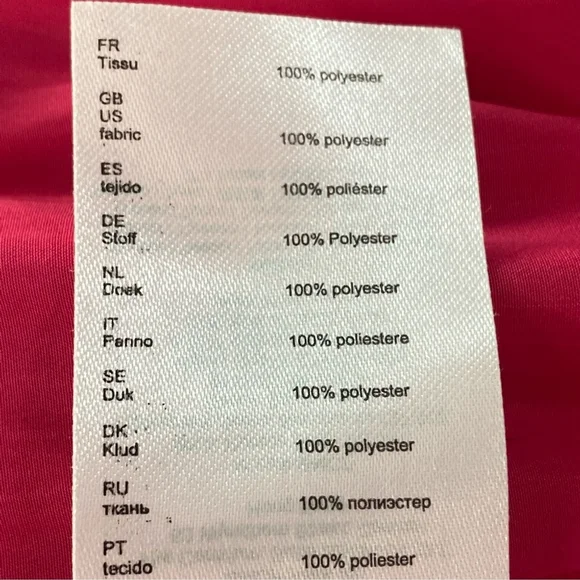 FR
Tissu 100% polyester
GB
US
fabric 100% polyester
ES
tejido 100% poliéster
DE
Stoff 100% Polyester
NL
Doek 100% polyester
IT
Panno 100% poliestere
SE
Duk 100% polyester
DK
Klud 100% polyester
RU
ткань 100% полиэстер
PT
tecido 100% poliester